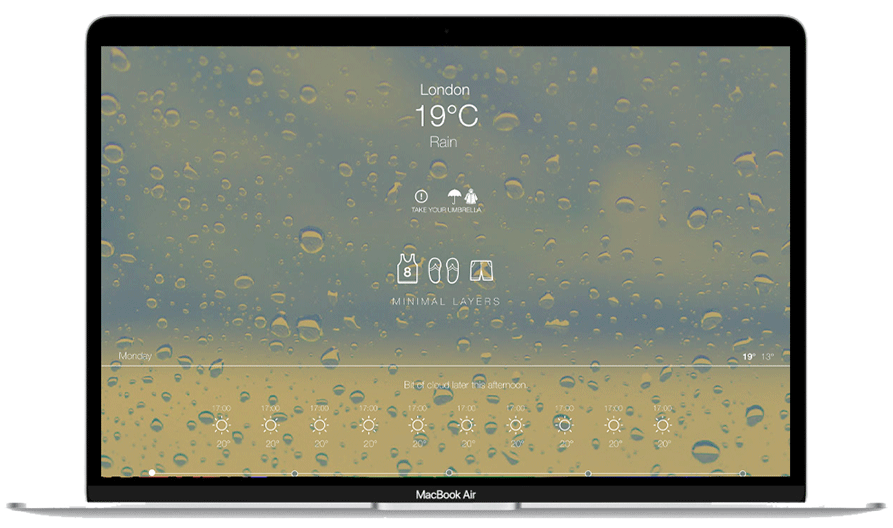 London
19°C
Rain
TAKE YOUR UMBRELLA
8
MINIMAL LAYERS
Monday 19° 13°
Bit of cloud later this afternoon.
17:00 17:00 17:00 17:00 17:00 17:00 17:00 17:00 17:00 17:00
20° 20° 20° 20° 20° 20° 20° 20° 20° 20°
MacBook Air